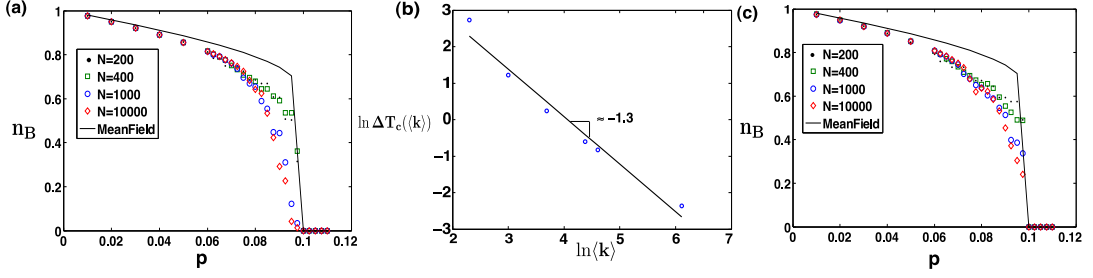 (a)
1
0.8
0.6
0.4
0.2
0
n_B
N=200
N=400
N=1000
N=10000
MeanField
0 0.02 0.04 0.06 0.08 0.1 0.12
p
(b)
3
2
1
0
−1
−2
−3
ln ΔT_c(⟨k⟩)
≈ −1.3
2 3 4 5 6 7
ln⟨k⟩
(c)
1
0.8
0.6
0.4
0.2
0
n_B
N=200
N=400
N=1000
N=10000
MeanField
0 0.02 0.04 0.06 0.08 0.1 0.12
p